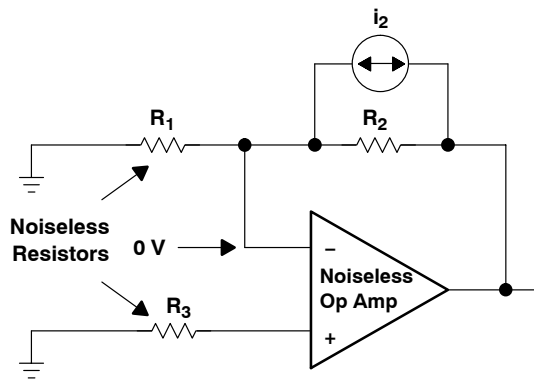 i2
R1
R2
Noiseless
Resistors
0 V
−
Noiseless
Op Amp
R3
+